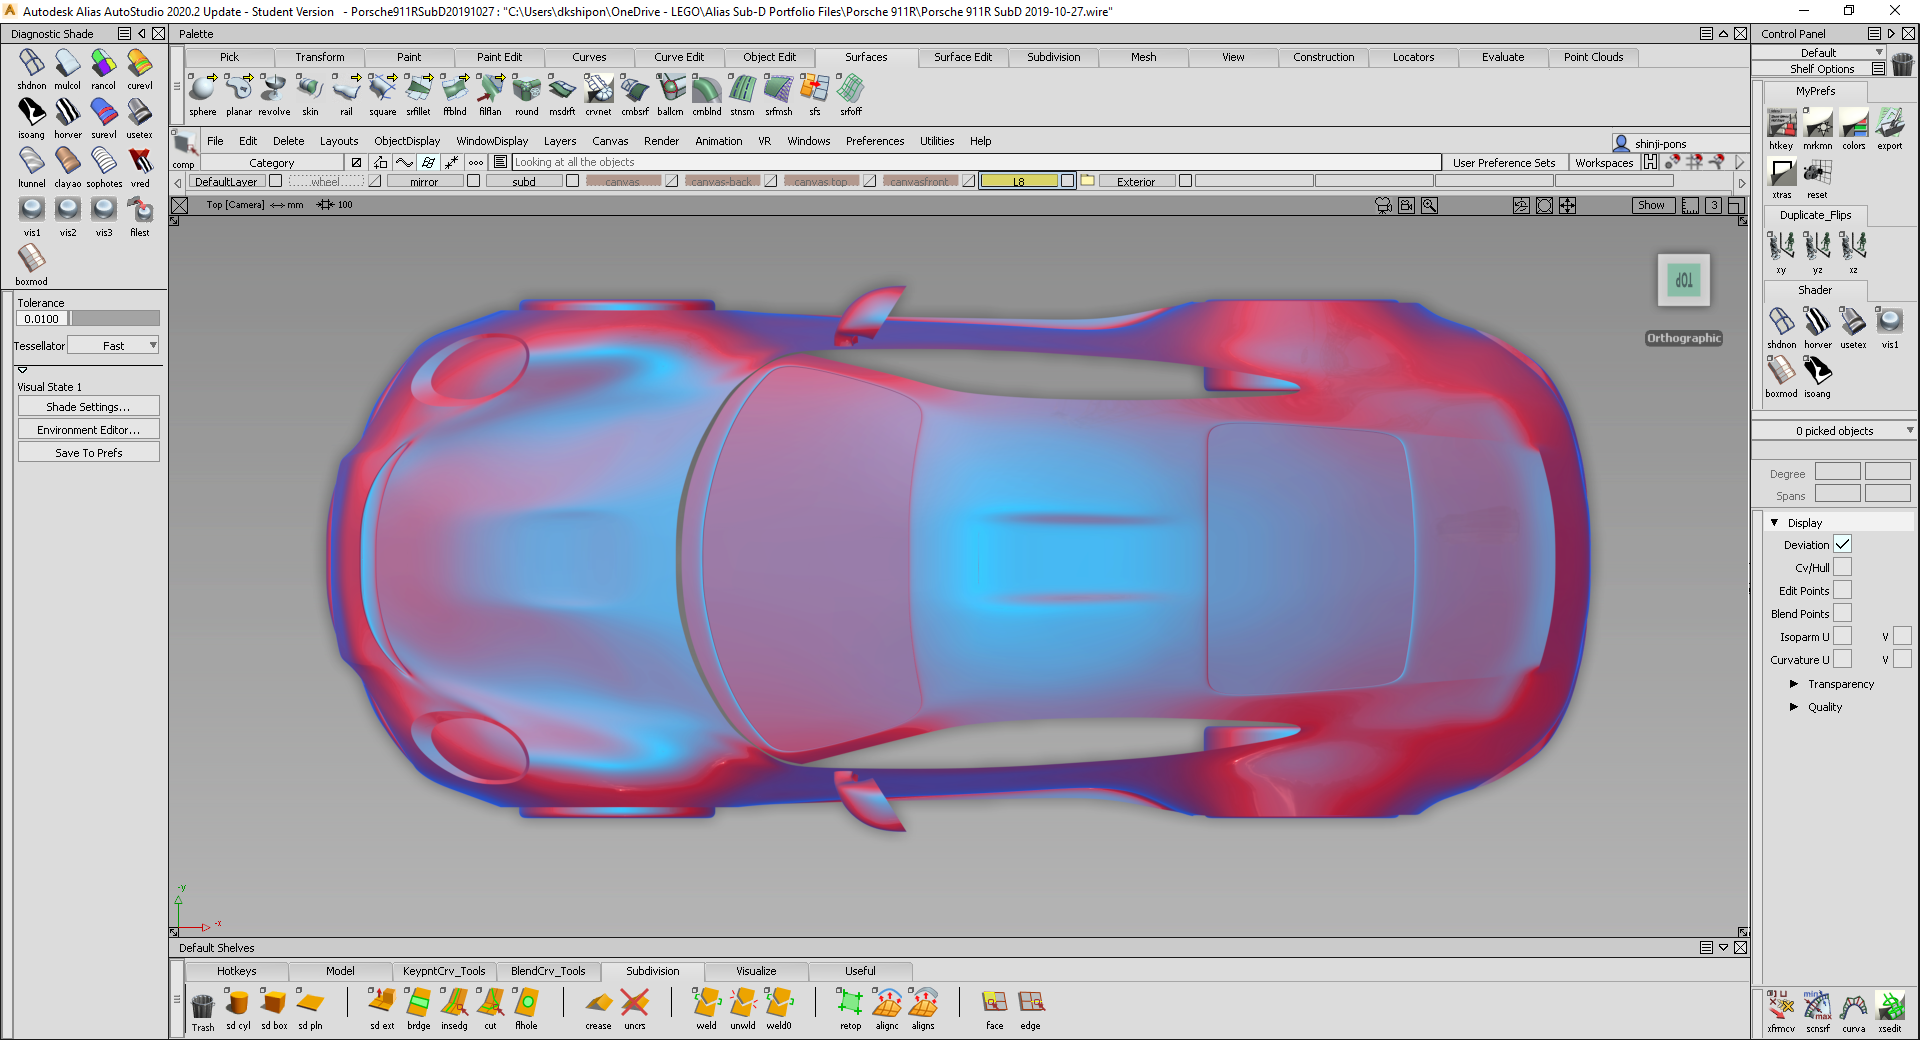 Autodesk Alias AutoStudio 2020.2 Update - Student Version - Porsche911RSubD20191027 : "C:\Users\dkshipon\OneDrive - LEGO\Alias Sub-D Portfolio Files\Porsche 911R\Porsche 911R SubD 2019-10-27.wire"
Diagnostic Shade
shdnon mulcol rancol curevl
isoang horver surevl usetex
ltunnel clayao sophotes vred
vis1 vis2 vis3 filest
boxmod
Tolerance
0.0100
Tessellator Fast
Visual State 1
Shade Settings...
Environment Editor...
Save To Prefs
Palette
Pick Transform Paint Paint Edit Curves Curve Edit Object Edit Surfaces Surface Edit Subdivision Mesh View Construction Locators Evaluate Point Clouds
sphere planar revolve skin rail square srfillet ffblnd filflan round msdrft crvnet cmbsrf ballcrn crnblnd stnsrn srfmsh sfs srfoff
comp
File Edit Delete Layouts ObjectDisplay WindowDisplay Layers Canvas Render Animation VR Windows Preferences Utilities Help
shinji-pons
Category Looking at all the objects User Preference Sets Workspaces
DefaultLayer wheel mirror subd canvas canvas-back canvas top canvasfront L8 Exterior
Top [Camera] mm 100 Show 3
TOP
Orthographic
-y
-x
Default Shelves
Hotkeys Model KeypntCrv_Tools BlendCrv_Tools Subdivision Visualize Useful
Trash sd cyl sd box sd pln sd ext brdge insedg cut flhole crease uncrs weld unwld weld0 retop alignc aligns face edge
Control Panel
Default
Shelf Options
MyPrefs
htkey mrkmn colors export
xtras reset
Duplicate_Flips
xy yz xz
Shader
shdnon horver usetex vis1
boxmod isoang
0 picked objects
Degree
Spans
Display
Deviation
Cv/Hull
Edit Points
Blend Points
Isoparm U V
Curvature U V
Transparency
Quality
xfrmcv scnsrf curva xsedit